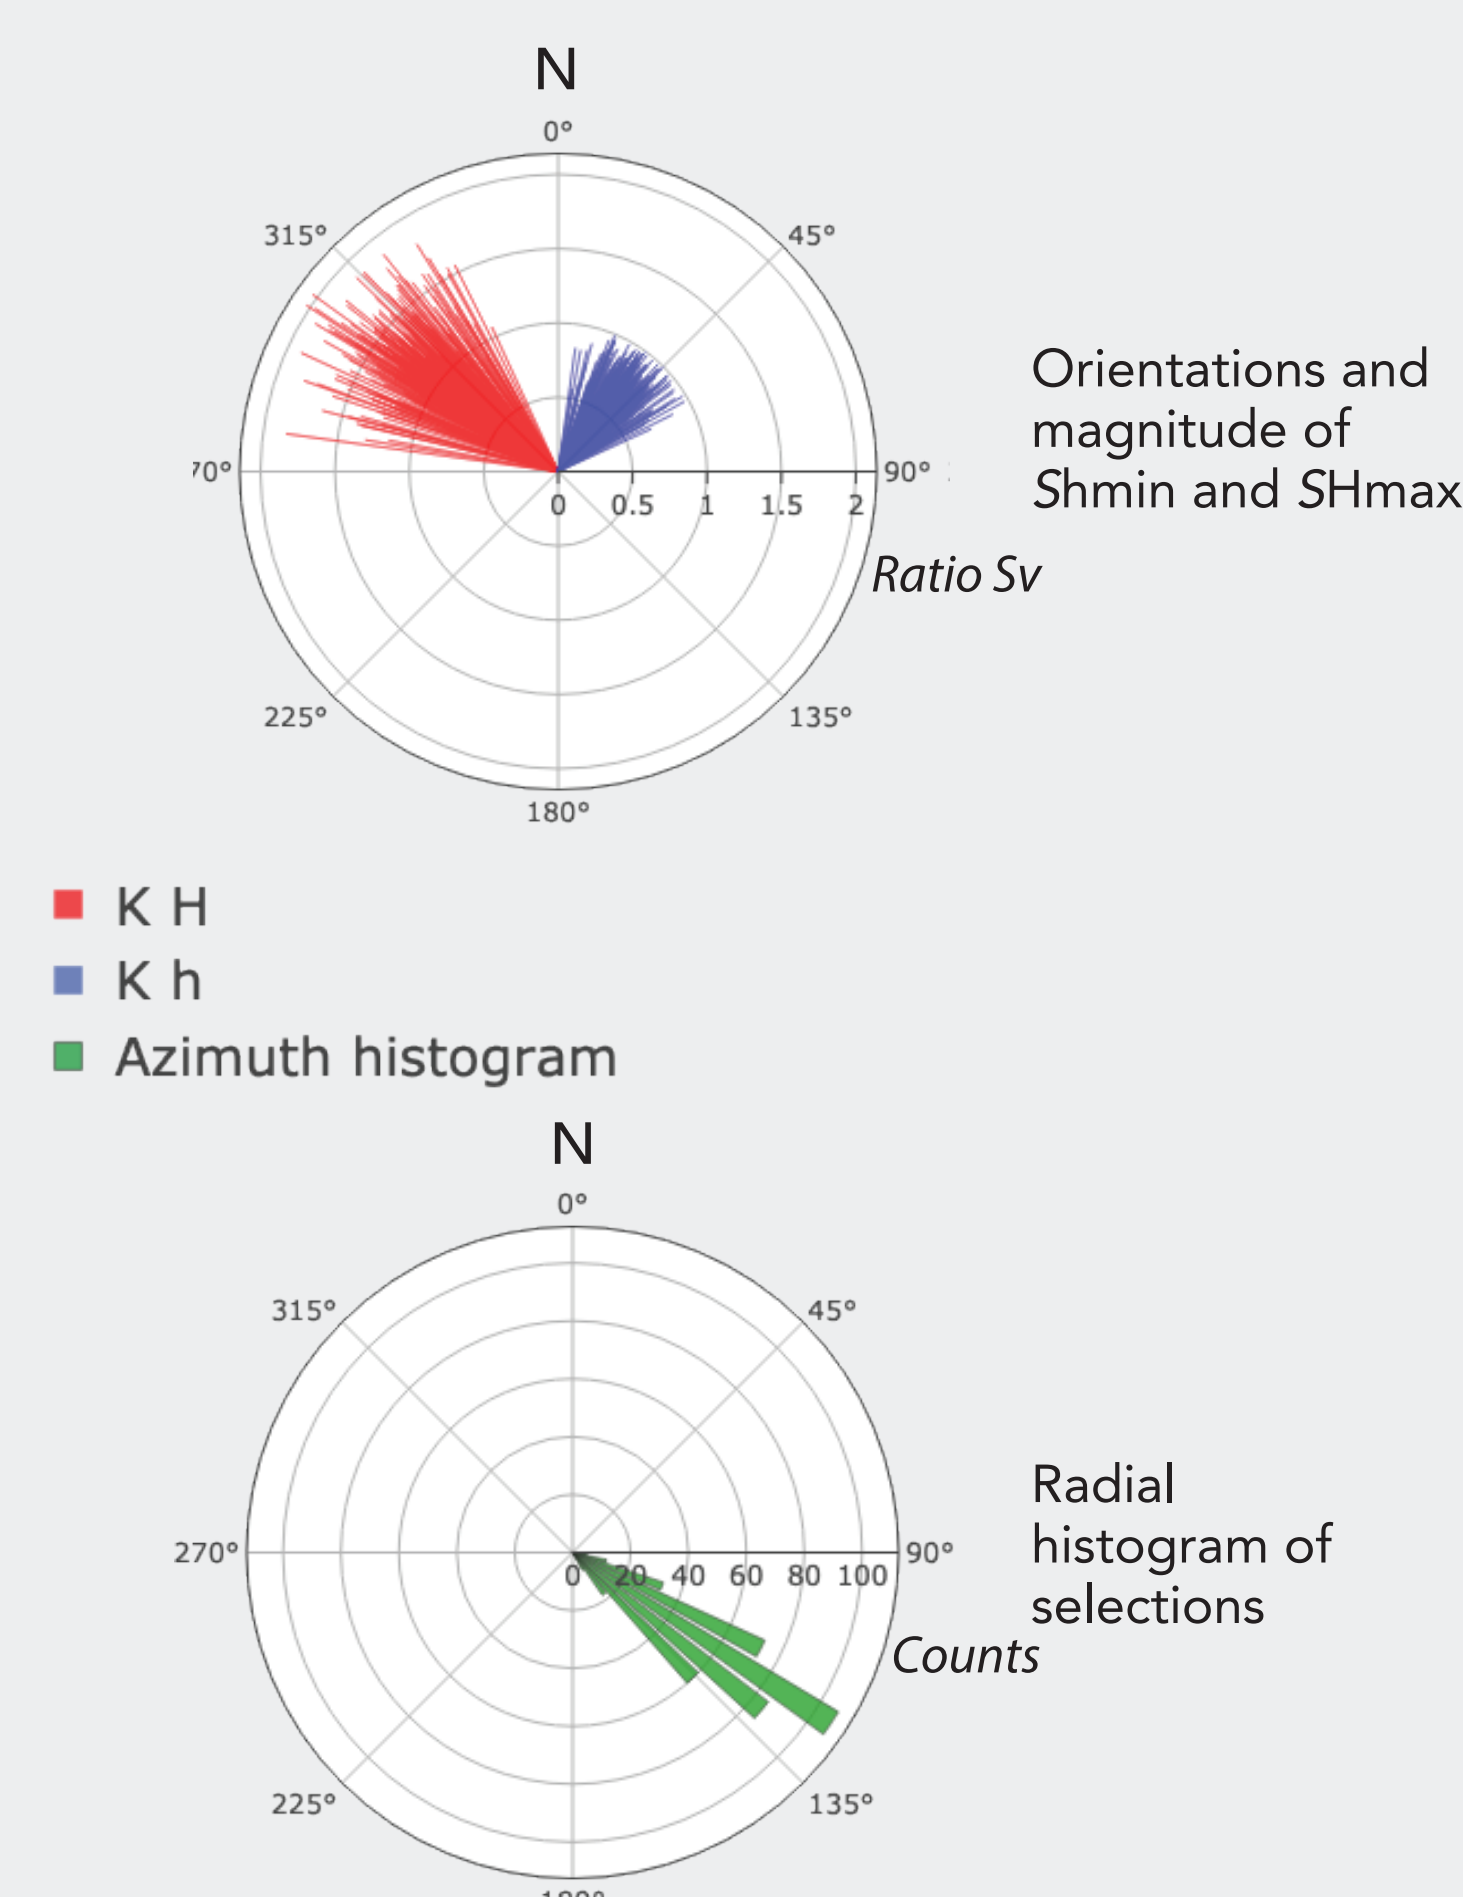 N
0°
315° 45°
70° 90°
0 0.5 1 1.5 2
Ratio Sv
Orientations and
magnitude of
Shmin and SHmax
225° 135°
180°
K H
K h
Azimuth histogram
N
0°
315° 45°
270° 90°
0 20 40 60 80 100
Radial
histogram of
selections
Counts
225° 135°
180°